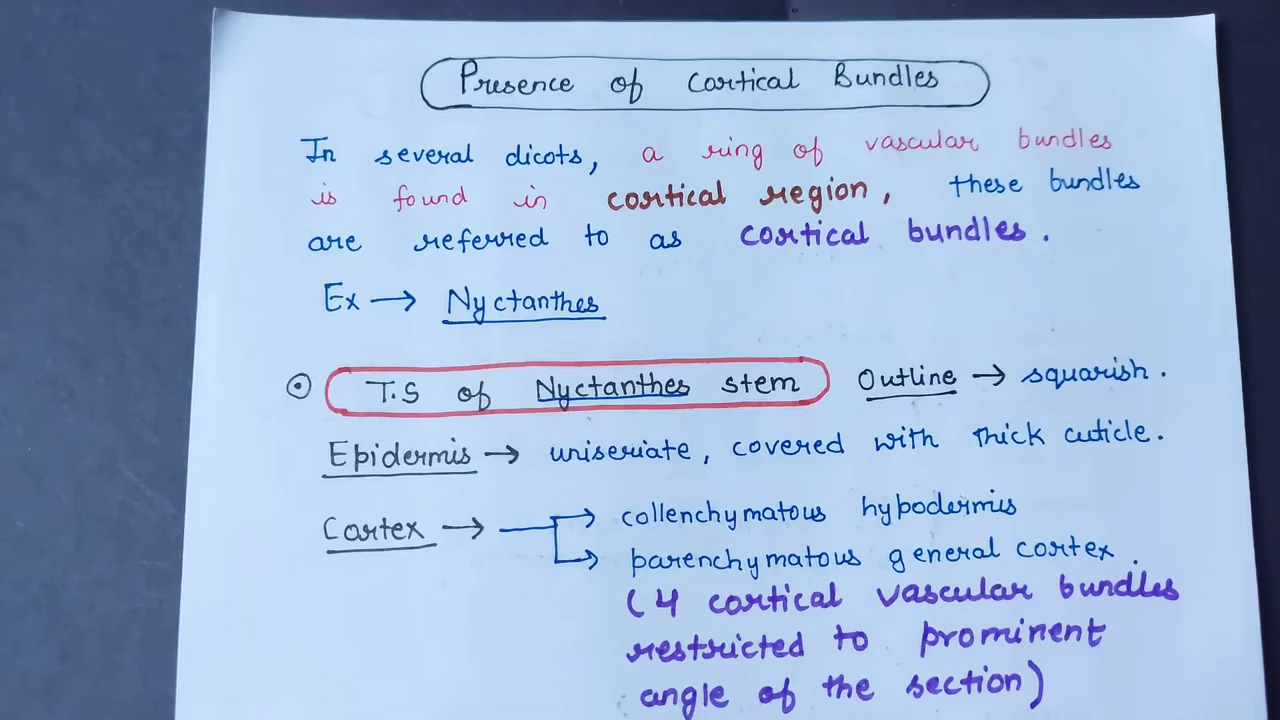 Presence of Cortical Bundles
In several dicots, a ring of vascular bundles
is found in cortical region, these bundles
are referred to as cortical bundles.
Ex → Nyctanthes
T.S of Nyctanthes stem Outline → squarish.
Epidermis → uniseriate, covered with thick cuticle.
Cortex → → collenchymatous hypodermis
→ parenchymatous general cortex.
(4 cortical vascular bundles
restricted to prominent
angle of the section)